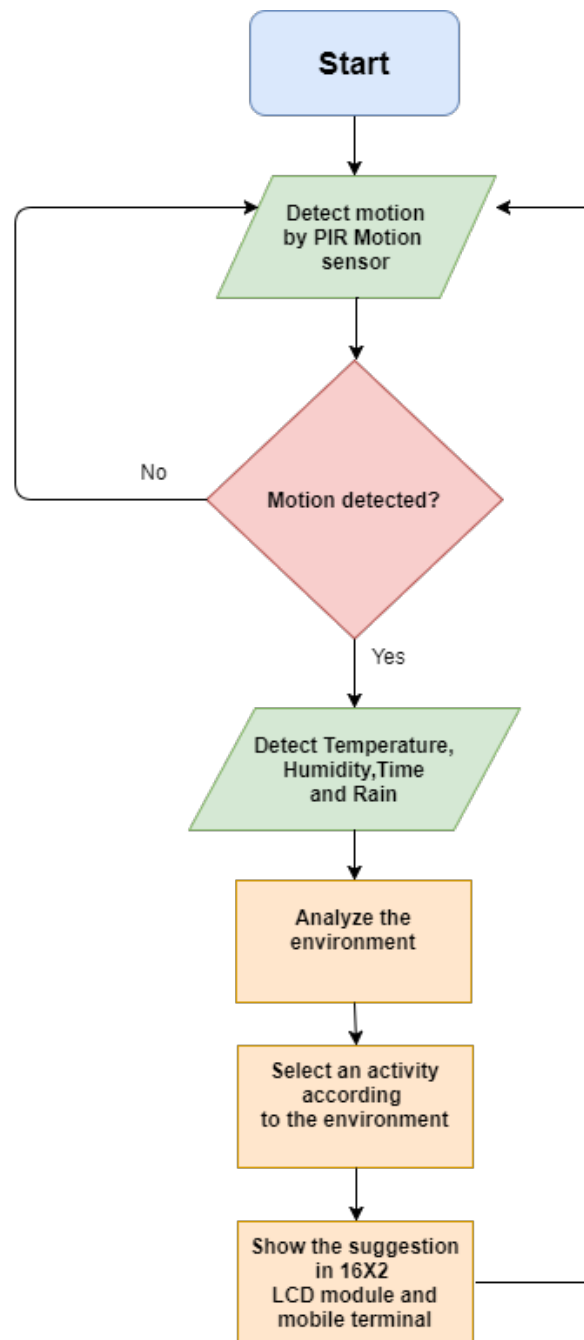 Start
Detect motion
by PIR Motion
sensor
No
Motion detected?
Yes
Detect Temperature,
Humidity,Time
and Rain
Analyze the
environment
Select an activity
according
to the environment
Show the suggestion
in 16X2
LCD module and
mobile terminal